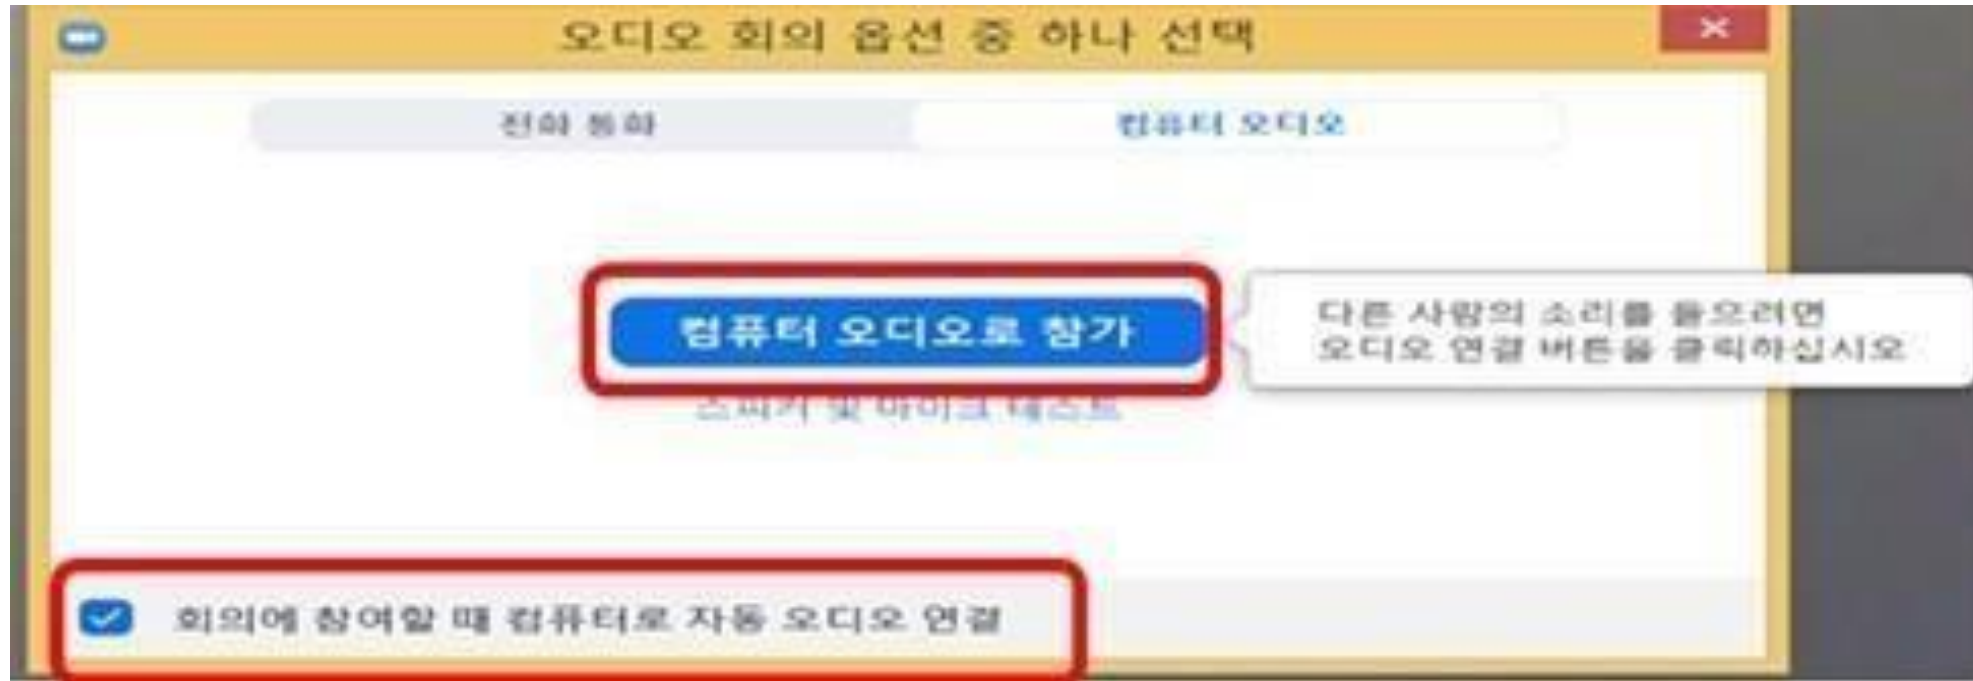 오디오 회의 옵션 중 하나 선택
전화 통화
컴퓨터 오디오
컴퓨터 오디오로 참가
다른 사람의 소리를 들으려면
오디오 연결 버튼을 클릭하십시오
스피커 및 마이크 테스트
회의에 참여할 때 컴퓨터로 자동 오디오 연결